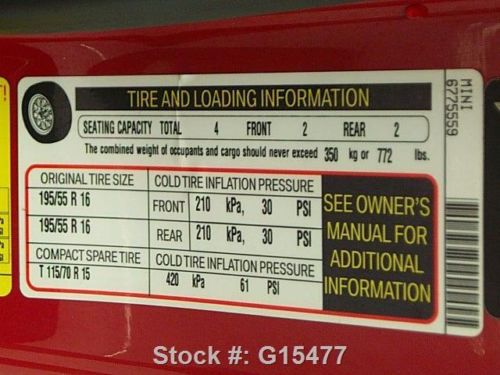 TIRE AND LOADING INFORMATION
SEATING CAPACITY TOTAL 4 FRONT 2 REAR 2
The combined weight of occupants and cargo should never exceed 350 kg or 772 lbs.
ORIGINAL TIRE SIZE COLD TIRE INFLATION PRESSURE
195/55 R 16 FRONT 210 kPa, 30 PSI
195/55 R 16 REAR 210 kPa, 30 PSI
COMPACT SPARE TIRE COLD TIRE INFLATION PRESSURE
T 115/70 R 15 420 kPa 61 PSI
SEE OWNER'S
MANUAL FOR
ADDITIONAL
INFORMATION
MINI
6775559
Stock #: G15477